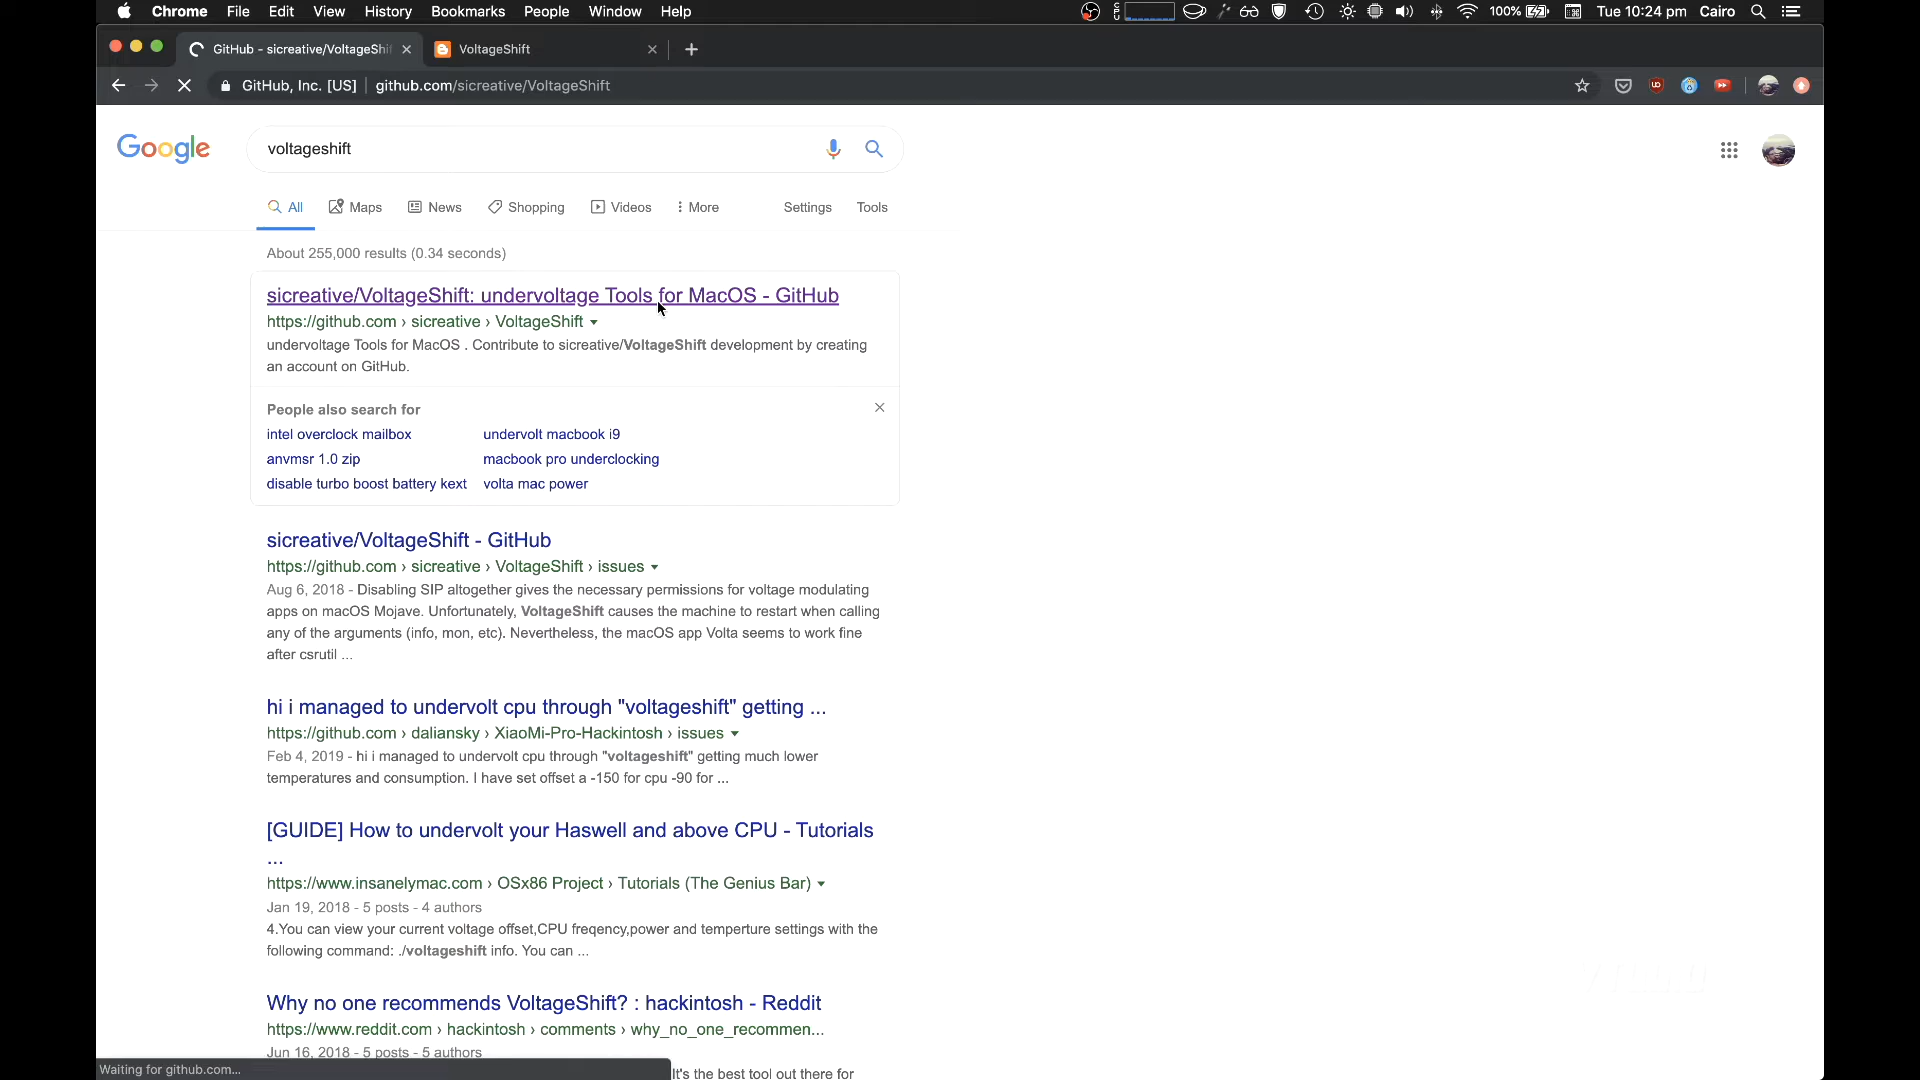 Chrome File Edit View History Bookmarks People Window Help 100% Tue 10:24 pm Cairo
GitHub - sicreative/VoltageShi VoltageShift
GitHub, Inc. [US] github.com/sicreative/VoltageShift
Google voltageshift
All Maps News Shopping Videos More Settings Tools
About 255,000 results (0.34 seconds)
sicreative/VoltageShift: undervoltage Tools for MacOS - GitHub
https://github.com › sicreative › VoltageShift
undervoltage Tools for MacOS . Contribute to sicreative/VoltageShift development by creating
an account on GitHub.
People also search for
intel overclock mailbox undervolt macbook i9
anvmsr 1.0 zip macbook pro underclocking
disable turbo boost battery kext volta mac power
sicreative/VoltageShift - GitHub
https://github.com › sicreative › VoltageShift › issues
Aug 6, 2018 - Disabling SIP altogether gives the necessary permissions for voltage modulating
apps on macOS Mojave. Unfortunately, VoltageShift causes the machine to restart when calling
any of the arguments (info, mon, etc). Nevertheless, the macOS app Volta seems to work fine
after csrutil ...
hi i managed to undervolt cpu through "voltageshift" getting ...
https://github.com › daliansky › XiaoMi-Pro-Hackintosh › issues
Feb 4, 2019 - hi i managed to undervolt cpu through "voltageshift" getting much lower
temperatures and consumption. I have set offset a -150 for cpu -90 for ...
[GUIDE] How to undervolt your Haswell and above CPU - Tutorials
...
https://www.insanelymac.com › OSx86 Project › Tutorials (The Genius Bar)
Jan 19, 2018 - 5 posts - 4 authors
4.You can view your current voltage offset,CPU freqency,power and temperture settings with the
following command: ./voltageshift info. You can ...
Why no one recommends VoltageShift? : hackintosh - Reddit
https://www.reddit.com › hackintosh › comments › why_no_one_recommen...
Jun 16, 2018 - 5 posts - 5 authors
Waiting for github.com... It's the best tool out there for